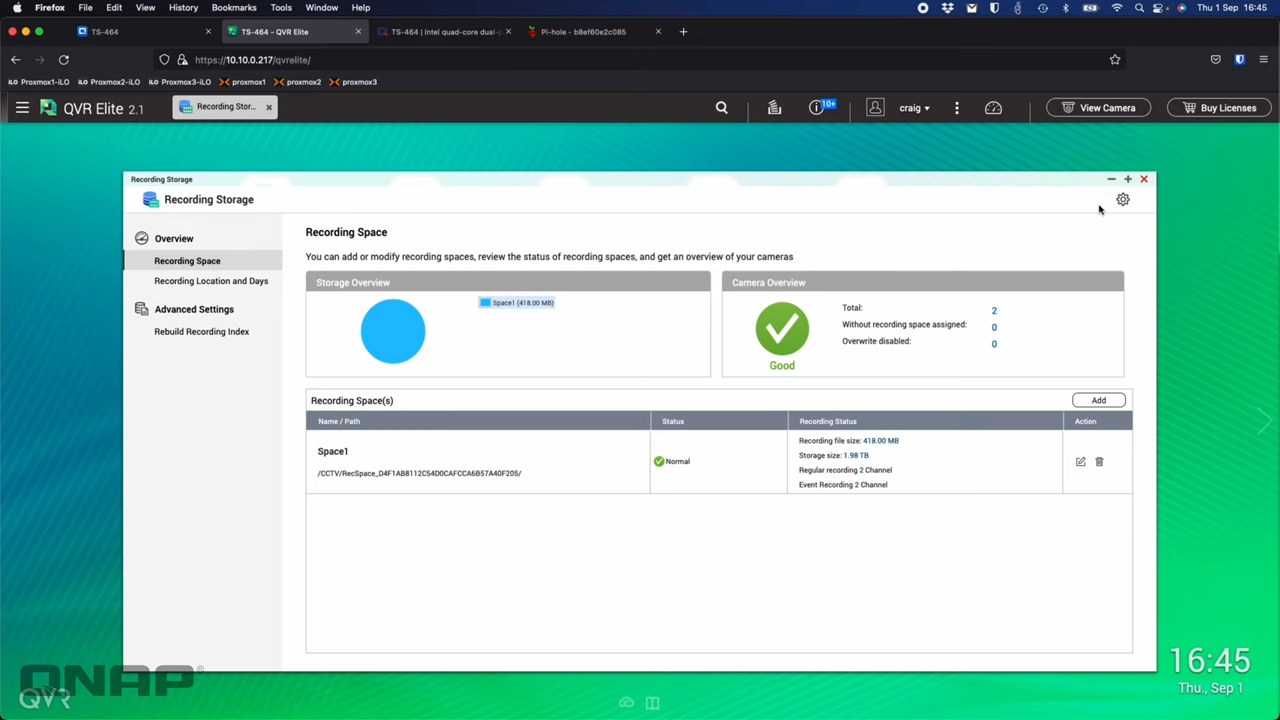 Firefox File Edit View History Bookmarks Tools Window Help Thu 1 Sep 16:45
TS-464 TS-464 - QVR Elite TS-464 | Intel quad-core dual-p Pi-hole - b8ef60e2c085
https://10.10.0.217/qvrelite/
iLO Proxmox1-iLO iLO Proxmox2-iLO iLO Proxmox3-iLO proxmox1 proxmox2 proxmox3
QVR Elite 2.1 Recording Stor... 10+ craig View Camera Buy Licenses
Recording Storage
Recording Storage
Overview
Recording Space
Recording Location and Days
Advanced Settings
Rebuild Recording Index
Recording Space
You can add or modify recording spaces, review the status of recording spaces, and get an overview of your cameras
Storage Overview
Space1 (418.00 MB)
Camera Overview
Good
Total: 2
Without recording space assigned: 0
Overwrite disabled: 0
Recording Space(s) Add
Name / Path Status Recording Status Action
Space1
/CCTV/RecSpace_D4F1AB8112C54D0CAFCCA6B57A40F205/
Normal
Recording file size: 418.00 MB
Storage size: 1.98 TB
Regular recording 2 Channel
Event Recording 2 Channel
QNAP®
QVR
16:45
Thu., Sep 1